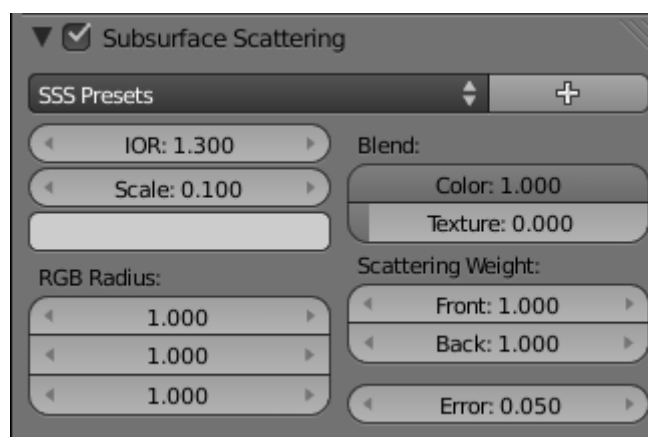 Subsurface Scattering
SSS Presets
IOR: 1.300
Scale: 0.100
RGB Radius:
1.000
1.000
1.000
Blend:
Color: 1.000
Texture: 0.000
Scattering Weight:
Front: 1.000
Back: 1.000
Error: 0.050